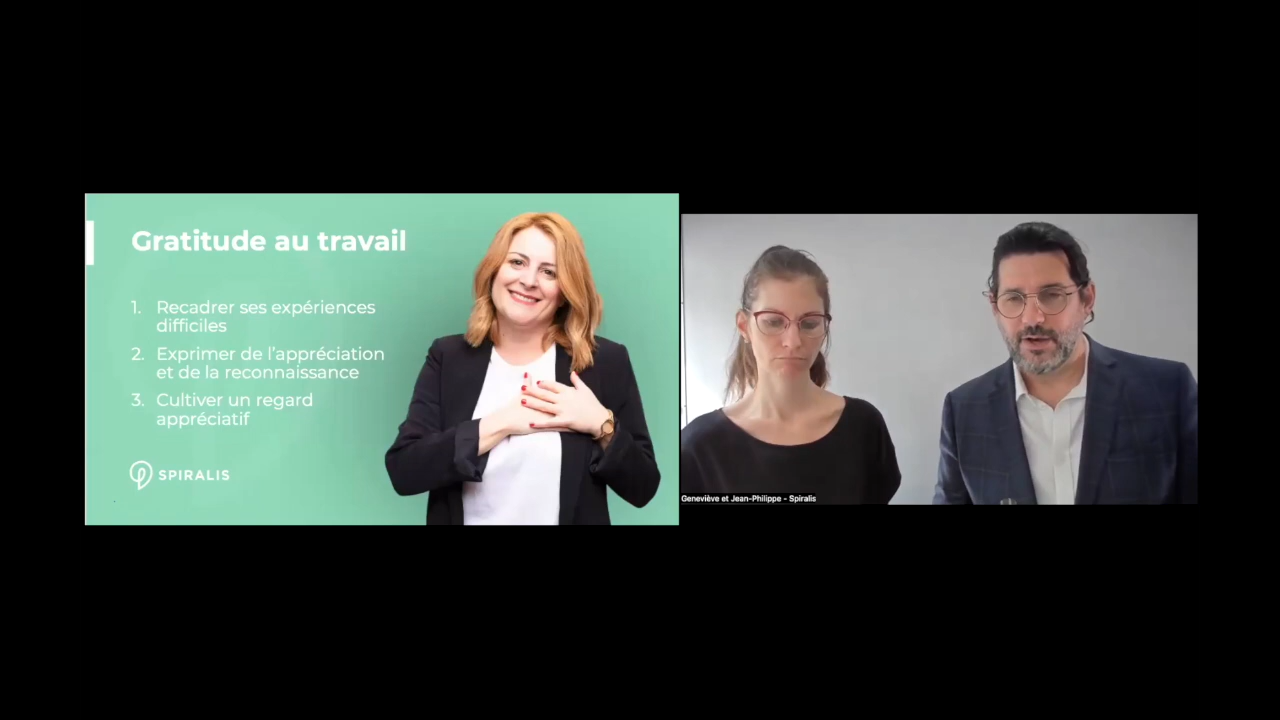 Gratitude au travail
1. Recadrer ses expériences
difficiles
2. Exprimer de l'appréciation
et de la reconnaissance
3. Cultiver un regard
appréciatif
SPIRALIS
Geneviève et Jean-Philippe - Spiralis